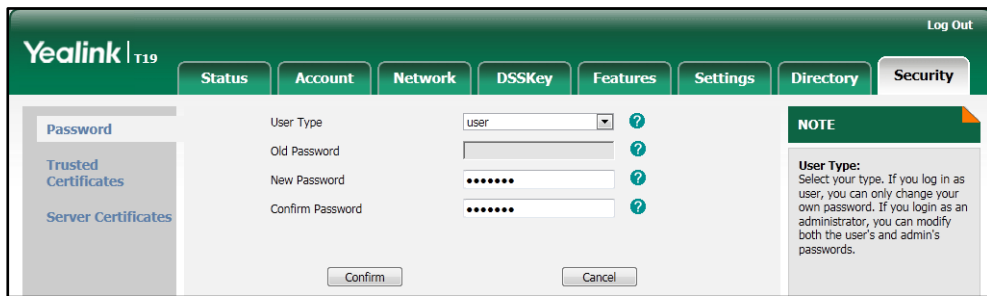 Log Out
Yealink | T19
Status Account Network DSSKey Features Settings Directory Security
Password
Trusted
Certificates
Server Certificates
User Type user ?
Old Password ?
New Password ••••••• ?
Confirm Password ••••••• ?
Confirm Cancel
NOTE
User Type:
Select your type. If you log in as
user, you can only change your
own password. If you login as an
administrator, you can modify
both the user's and admin's
passwords.